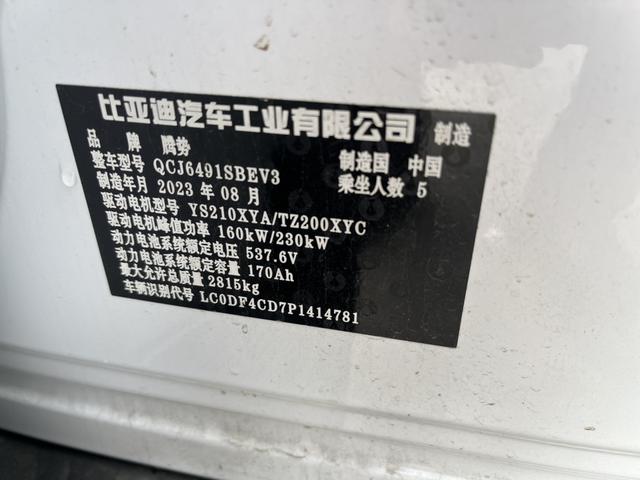 比亚迪汽车工业有限公司 制造
品 牌 腾势
整车型号 QCJ6491SBEV3 制造国 中国
制造年月 2023 年 08 月 乘坐人数 5
驱动电机型号 YS210XYA/TZ200XYC
驱动电机峰值功率 160kW/230kW
动力电池系统额定电压 537.6V
动力电池系统额定容量 170Ah
最大允许总质量 2815kg
车辆识别代号 LC0DF4CD7P1414781